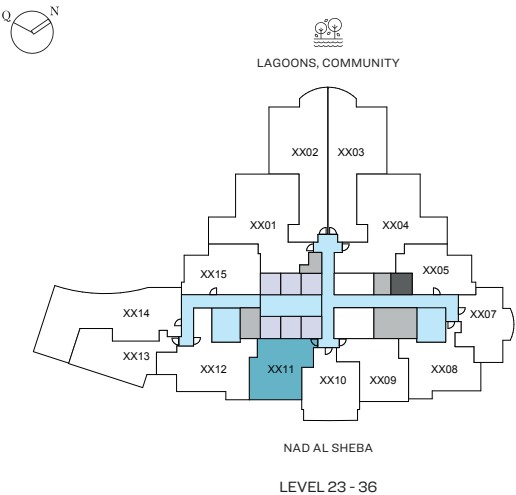 Q N
LAGOONS, COMMUNITY
XX02 XX03
XX01 XX04
XX15 XX05
XX14 XX07
XX13 XX12 XX11 XX10 XX09 XX08
NAD AL SHEBA
LEVEL 23 - 36